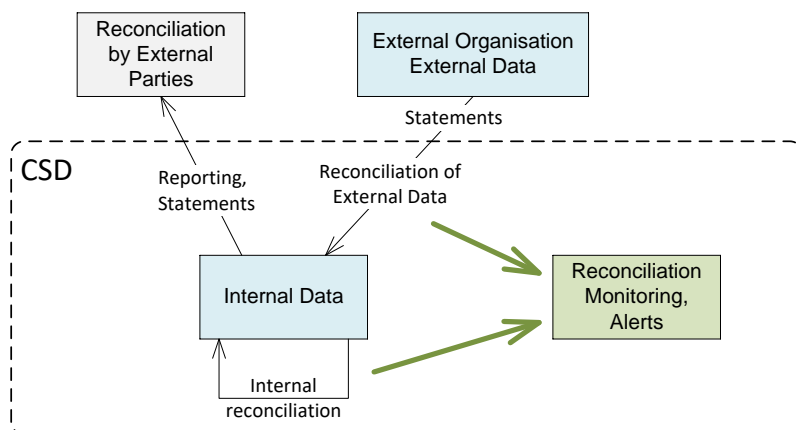 Reconciliation
by External
Parties
External Organisation
External Data
Statements
CSD
Reporting,
Statements
Reconciliation of
External Data
Internal Data
Reconciliation
Monitoring,
Alerts
Internal
reconciliation